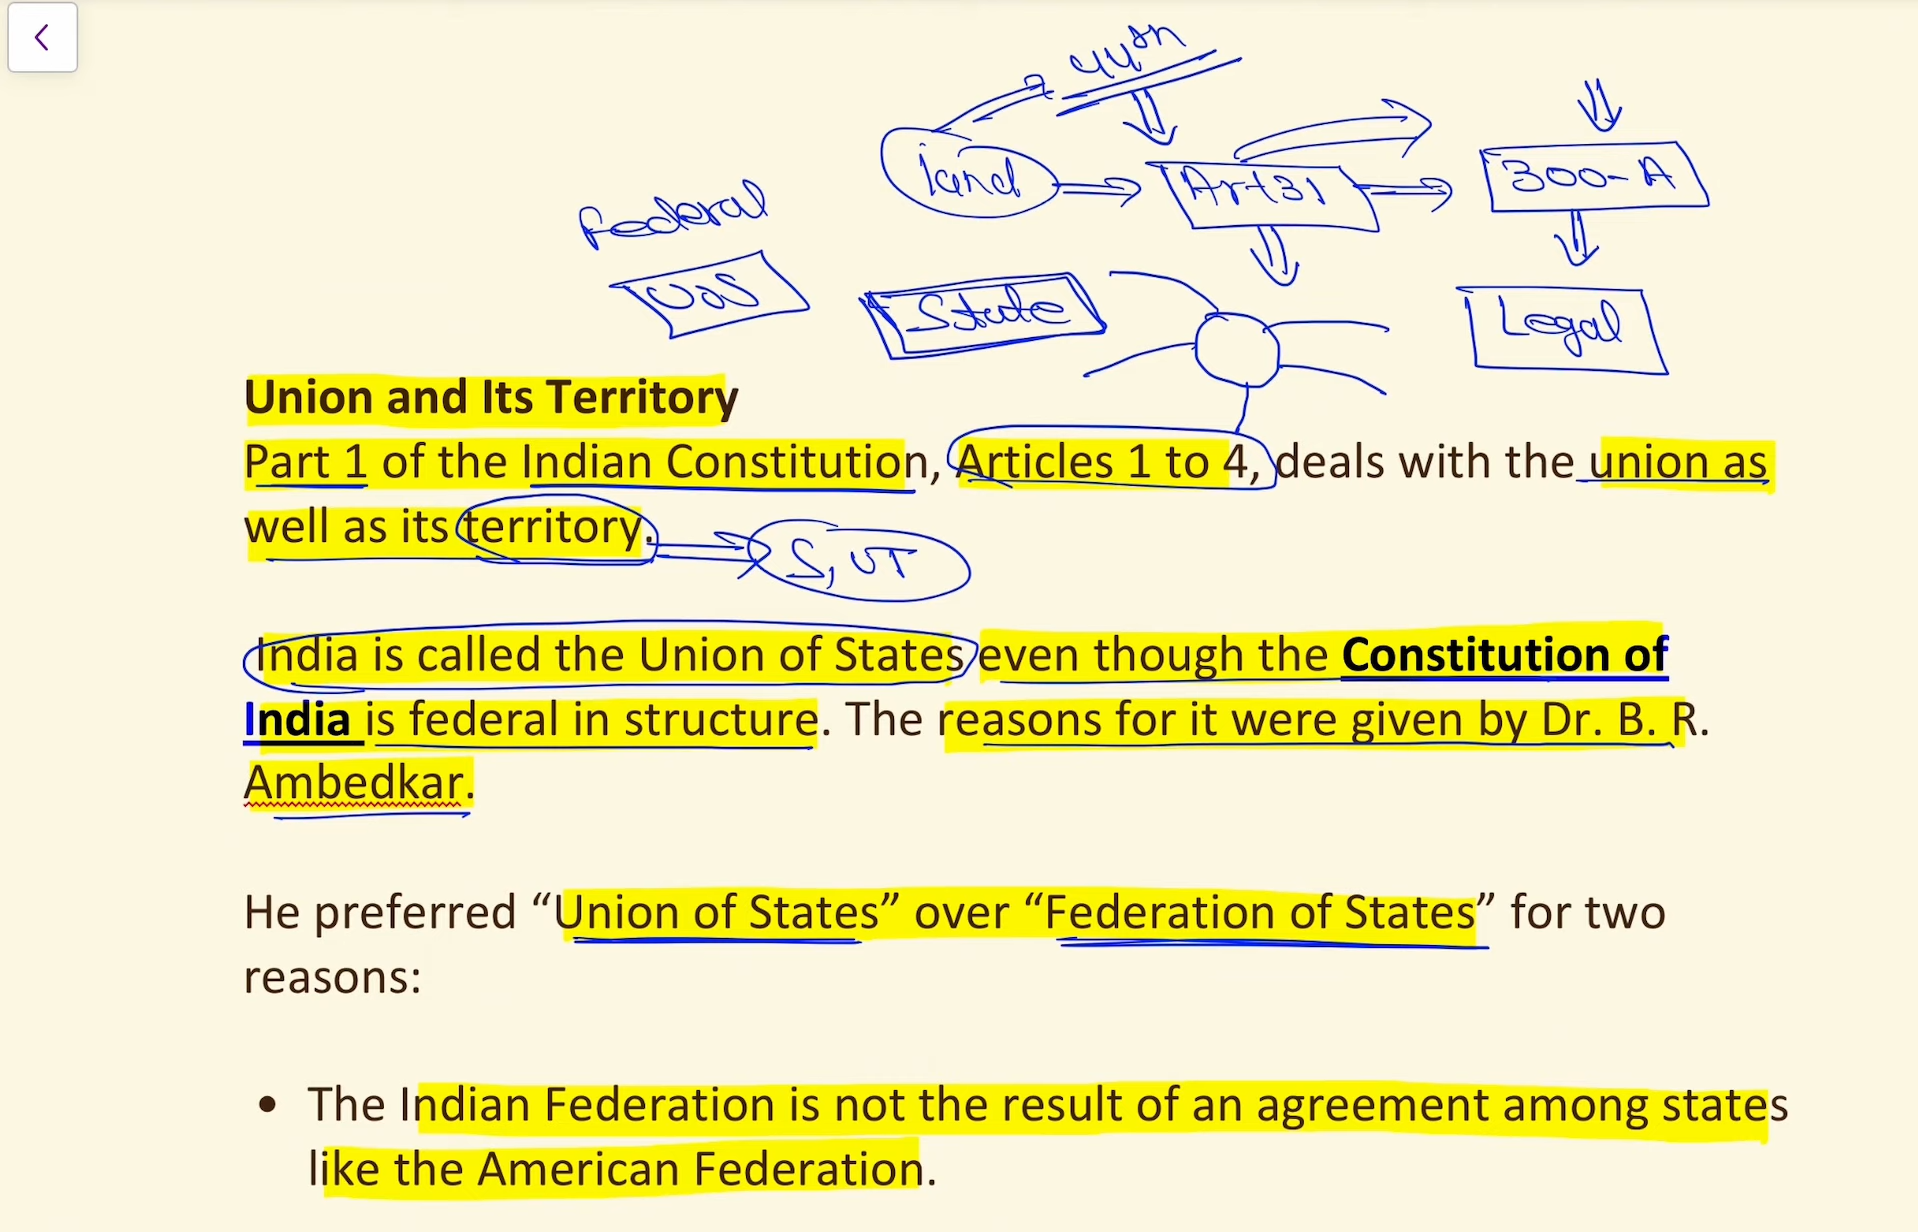 44th
land
Art 31
300-A
Federal
UOS
State
Legal
Union and Its Territory
Part 1 of the Indian Constitution, Articles 1 to 4, deals with the union as
well as its territory.
S, UT
India is called the Union of States even though the Constitution of
India is federal in structure. The reasons for it were given by Dr. B. R.
Ambedkar.
He preferred “Union of States” over “Federation of States” for two
reasons:
• The Indian Federation is not the result of an agreement among states
like the American Federation.